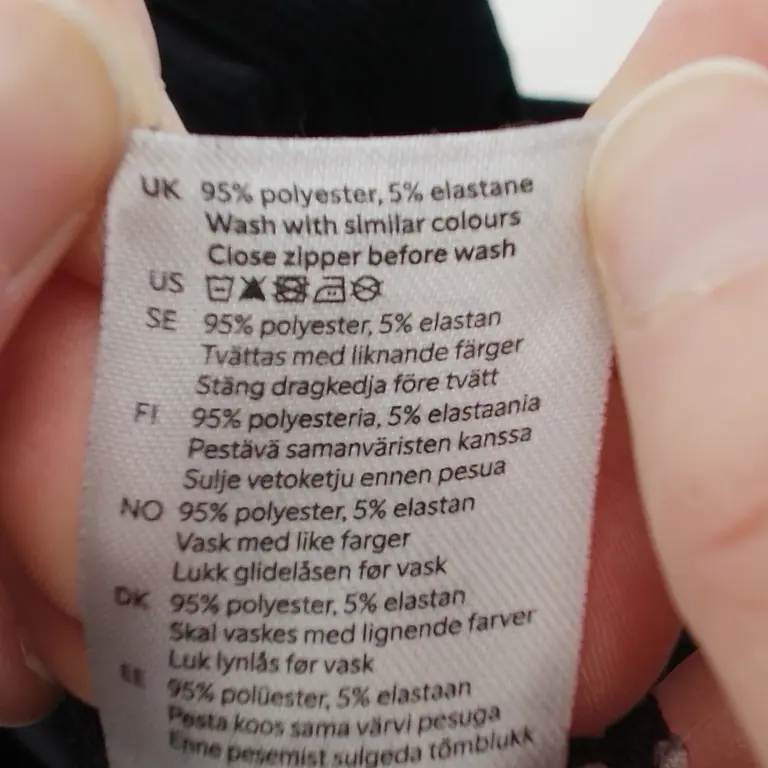 UK 95% polyester, 5% elastane
Wash with similar colours
Close zipper before wash
US
SE 95% polyester, 5% elastan
Tvättas med liknande färger
Stäng dragkedja före tvätt
FI 95% polyesteria, 5% elastaania
Pestävä samanväristen kanssa
Sulje vetoketju ennen pesua
NO 95% polyester, 5% elastan
Vask med like farger
Lukk glidelåsen før vask
DK 95% polyester, 5% elastan
Skal vaskes med lignende farver
Luk lynlås før vask
EE 95% polüester, 5% elastaan
Pesta koos sama värvi pesuga
Enne pesemist sulgeda tõmblukk